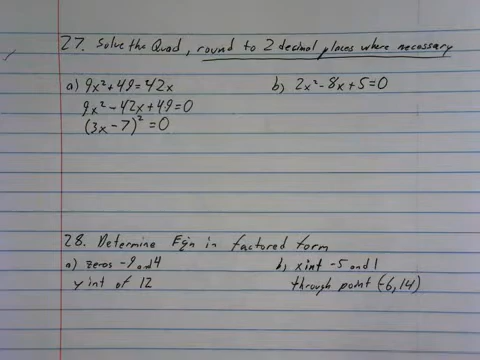 27. Solve the Quad, round to 2 decimal places where necessary
a) 9x²+49=42x
9x²-42x+49=0
(3x-7)²=0
b) 2x²-8x+5=0
28. Determine Eqn in factored form
a) zeros -9 and 4
y int of 12
b) x int -5 and 1
through point (-6,14)